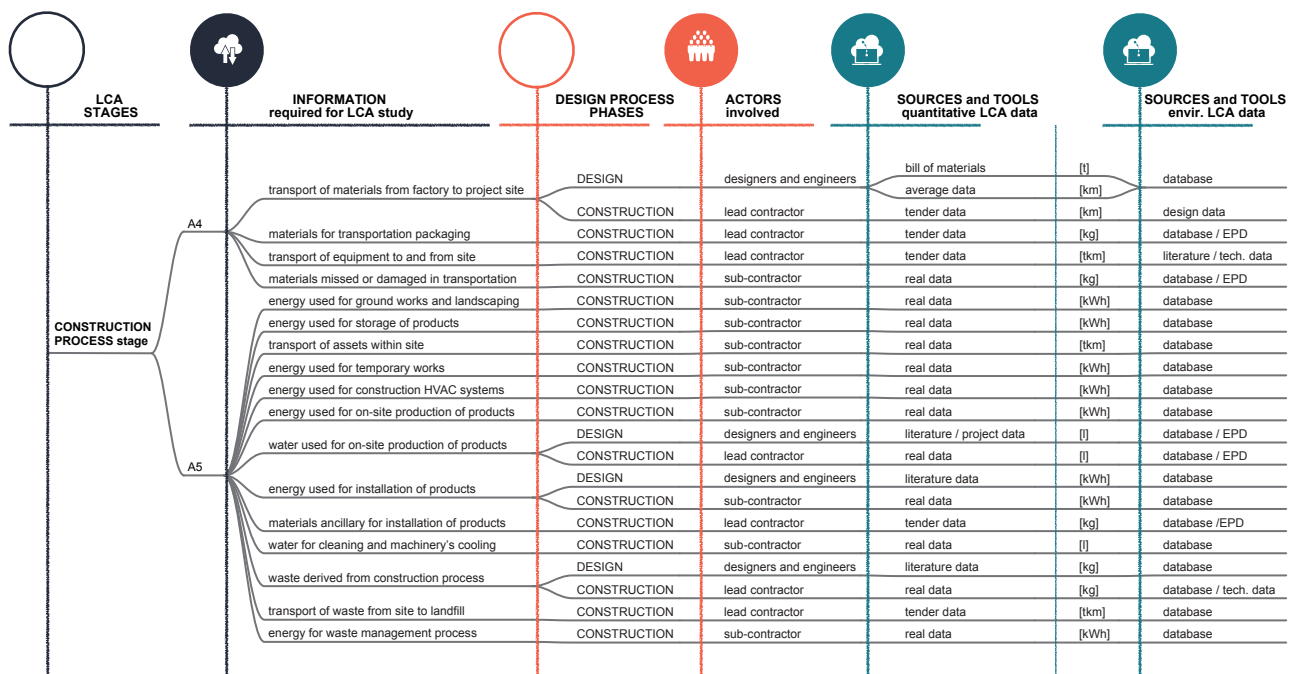 LCA
STAGES
INFORMATION
required for LCA study
DESIGN PROCESS
PHASES
ACTORS
involved
SOURCES and TOOLS
quantitative LCA data
SOURCES and TOOLS
envir. LCA data
CONSTRUCTION
PROCESS stage
A4
transport of materials from factory to project site
DESIGN designers and engineers bill of materials [t] database
average data [km]
CONSTRUCTION lead contractor tender data [km] design data
materials for transportation packaging CONSTRUCTION lead contractor tender data [kg] database / EPD
transport of equipment to and from site CONSTRUCTION lead contractor tender data [tkm] literature / tech. data
materials missed or damaged in transportation CONSTRUCTION sub-contractor real data [kg] database / EPD
A5
energy used for ground works and landscaping CONSTRUCTION sub-contractor real data [kWh] database
energy used for storage of products CONSTRUCTION sub-contractor real data [kWh] database
transport of assets within site CONSTRUCTION sub-contractor real data [tkm] database
energy used for temporary works CONSTRUCTION sub-contractor real data [kWh] database
energy used for construction HVAC systems CONSTRUCTION sub-contractor real data [kWh] database
energy used for on-site production of products CONSTRUCTION sub-contractor real data [kWh] database
water used for on-site production of products
DESIGN designers and engineers literature / project data [l] database / EPD
CONSTRUCTION lead contractor real data [l] database / EPD
energy used for installation of products
DESIGN designers and engineers literature data [kWh] database
CONSTRUCTION sub-contractor real data [kWh] database
materials ancillary for installation of products CONSTRUCTION lead contractor tender data [kg] database /EPD
water for cleaning and machinery's cooling CONSTRUCTION sub-contractor real data [l] database
waste derived from construction process
DESIGN designers and engineers literature data [kg] database
CONSTRUCTION lead contractor real data [kg] database / tech. data
transport of waste from site to landfill CONSTRUCTION lead contractor tender data [tkm] database
energy for waste management process CONSTRUCTION sub-contractor real data [kWh] database